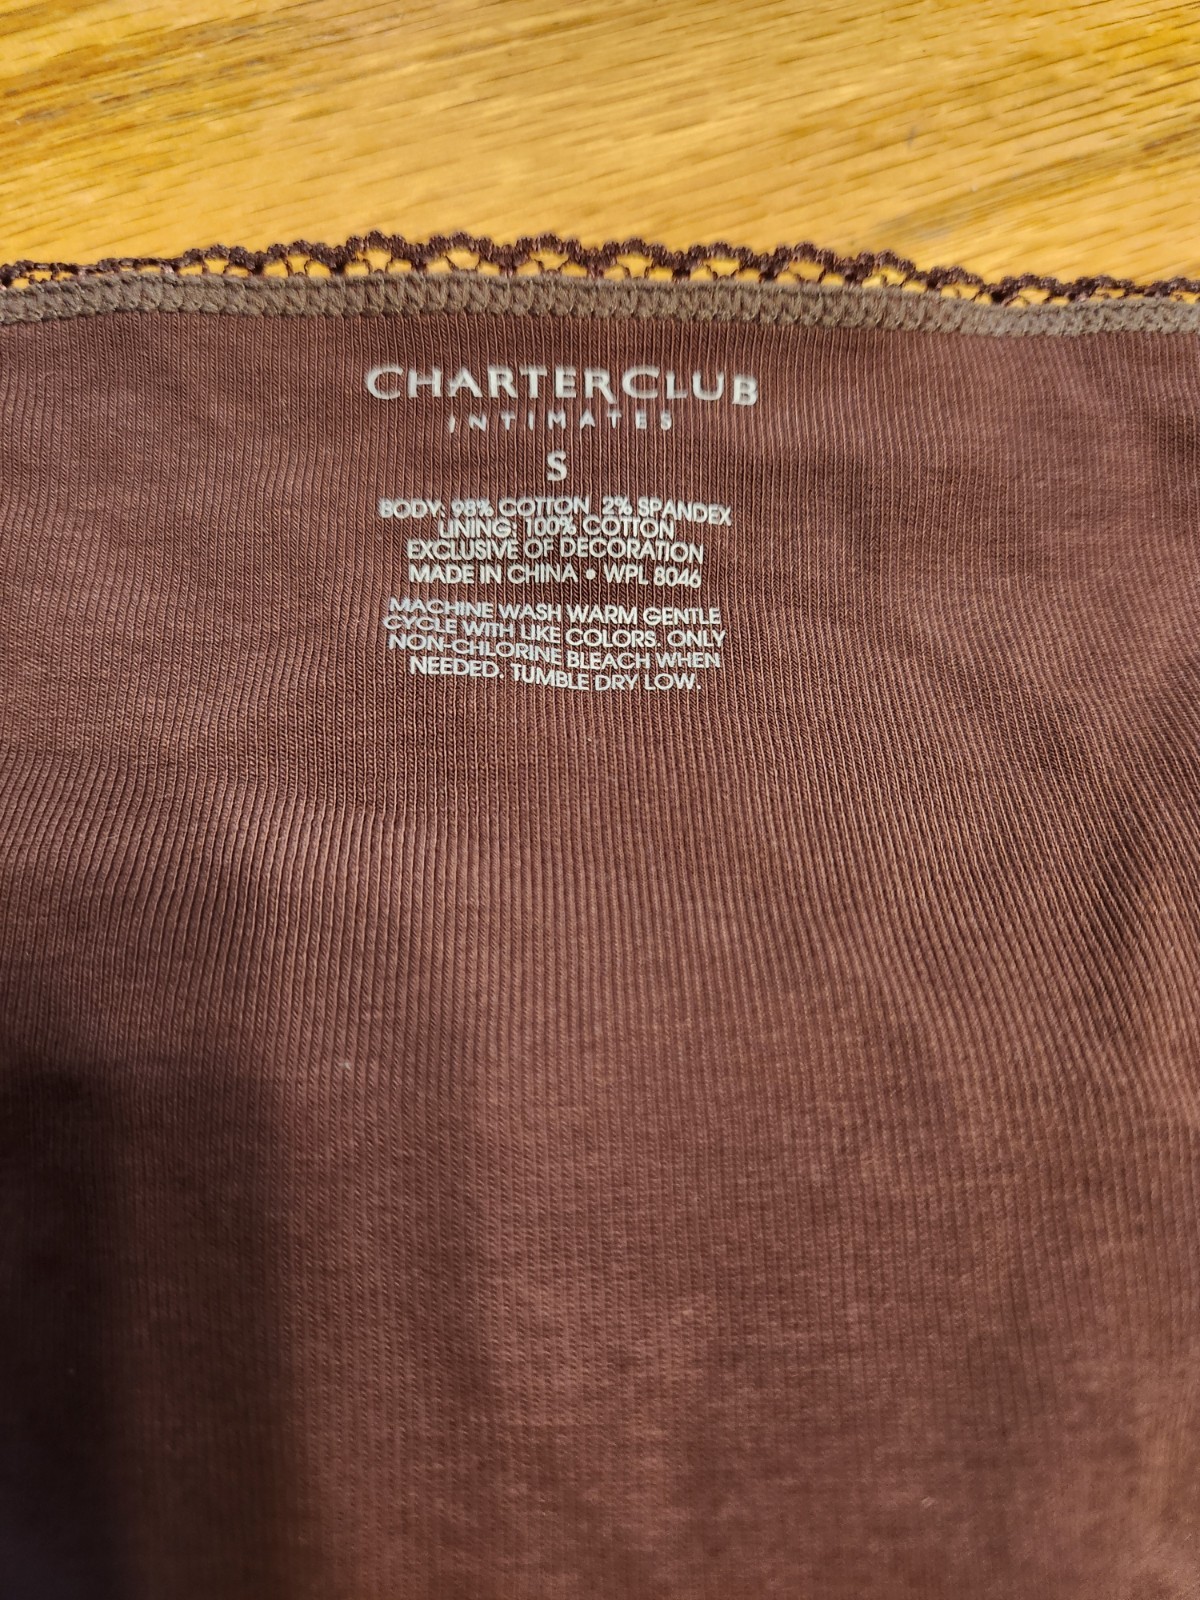 CHARTER CLUB
INTIMATES
S
BODY: 98% COTTON, 2% SPANDEX
LINING: 100% COTTON
EXCLUSIVE OF DECORATION
MADE IN CHINA • WPL 8046
MACHINE WASH WARM GENTLE
CYCLE WITH LIKE COLORS. ONLY
NON-CHLORINE BLEACH WHEN
NEEDED. TUMBLE DRY LOW.